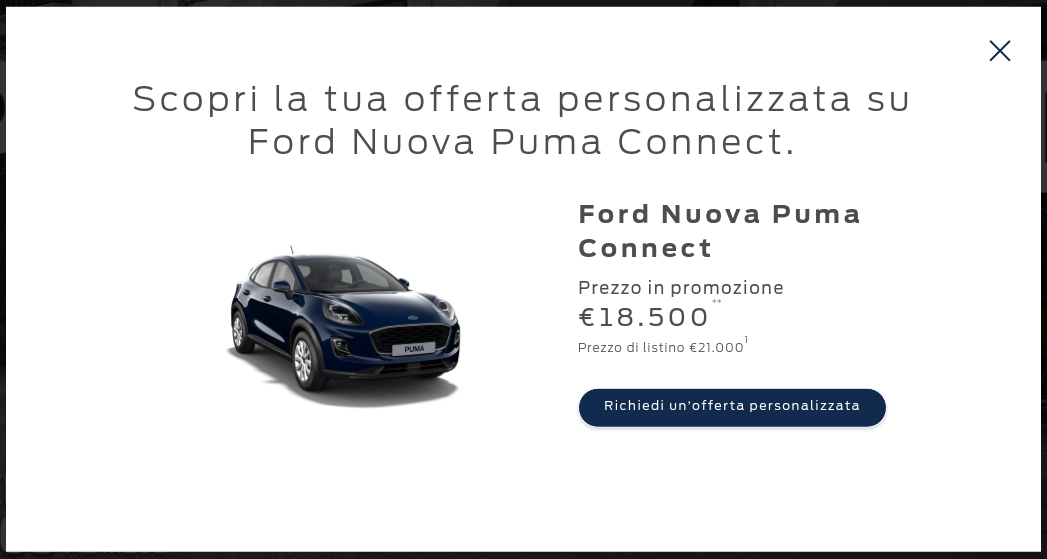 Scopri la tua offerta personalizzata su
Ford Nuova Puma Connect.
Ford Nuova Puma
Connect
Prezzo in promozione
€18.500**
Prezzo di listino €21.000¹
PUMA
Richiedi un'offerta personalizzata